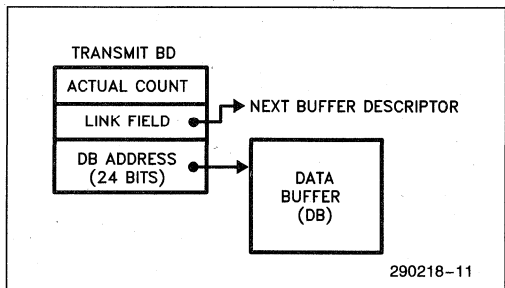 TRANSMIT BD
ACTUAL COUNT
LINK FIELD
NEXT BUFFER DESCRIPTOR
DB ADDRESS
(24 BITS)
DATA
BUFFER
(DB)
290218-11